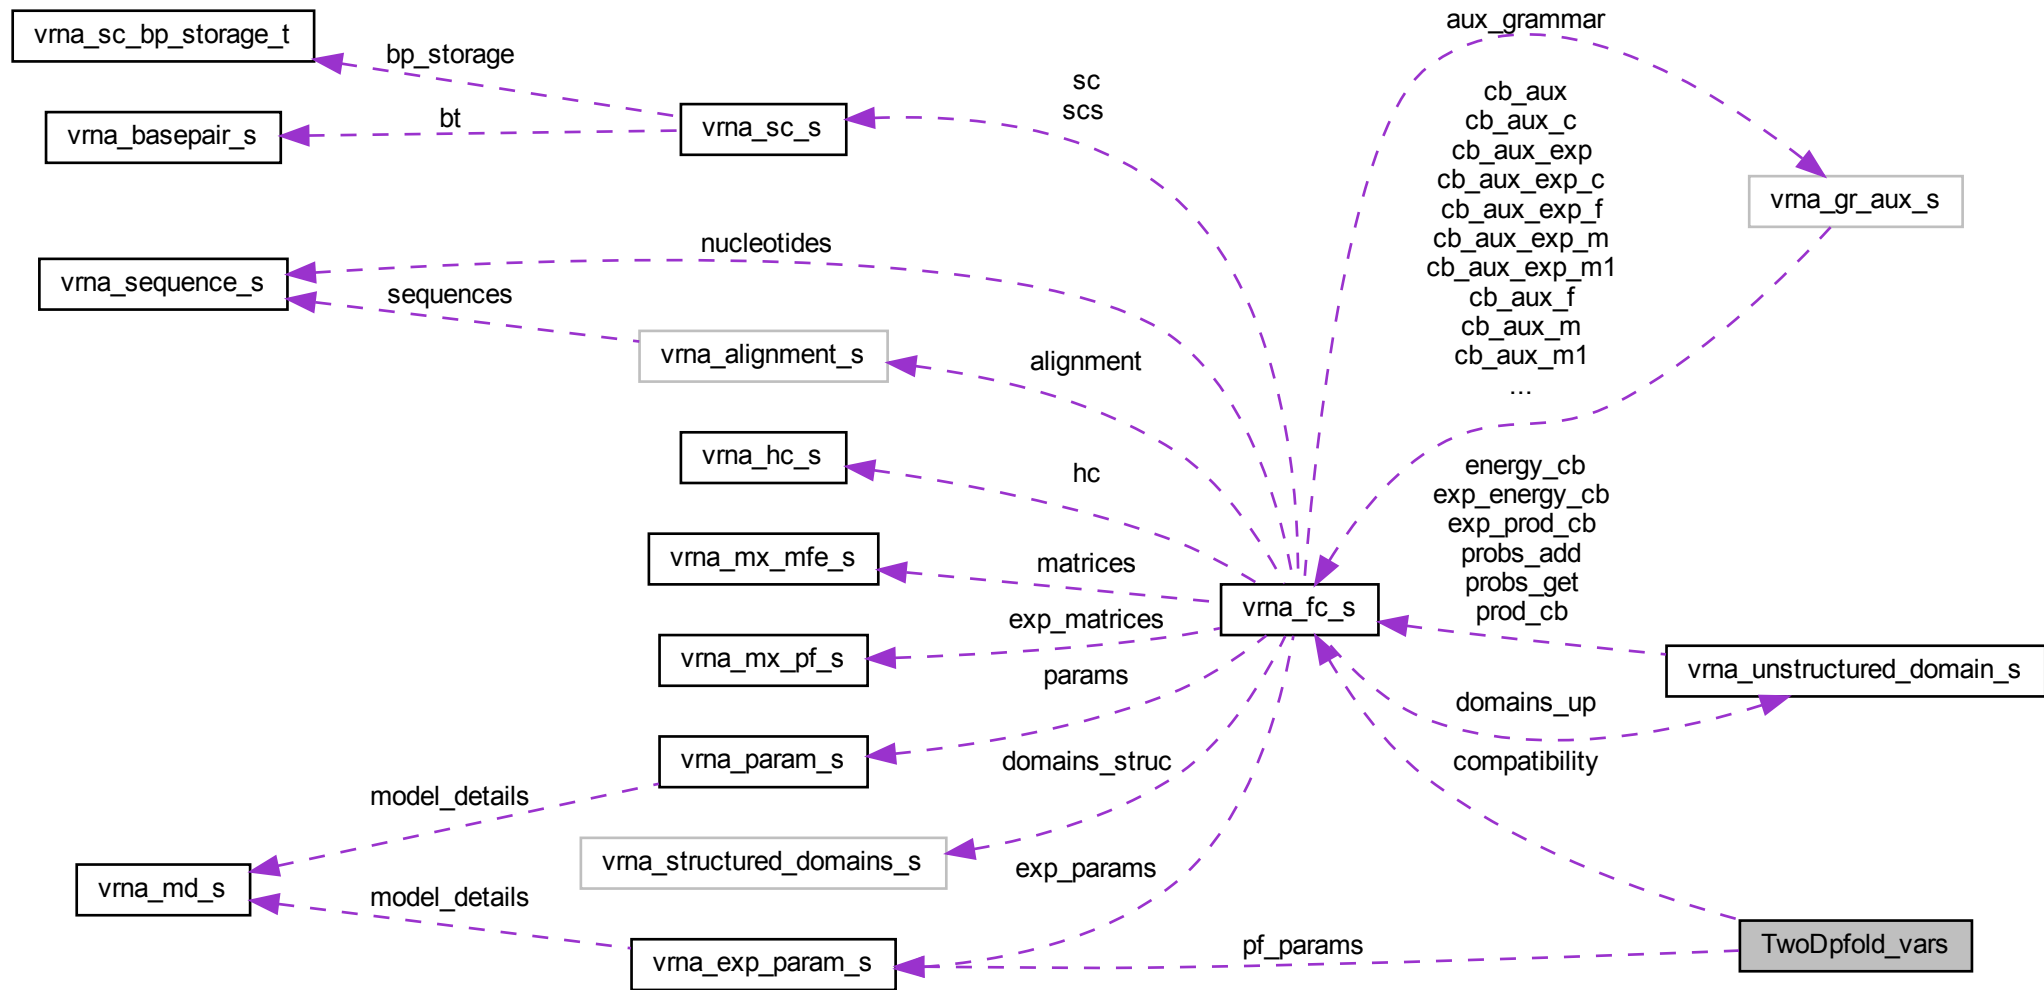 aux_grammar
vrna_sc_bp_storage_t
bp_storage
sc
scs
cb_aux
cb_aux_c
cb_aux_exp
cb_aux_exp_c
cb_aux_exp_f
cb_aux_exp_m
cb_aux_exp_m1
cb_aux_f
cb_aux_m
cb_aux_m1
...
vrna_basepair_s
bt
vrna_sc_s
vrna_gr_aux_s
nucleotides
vrna_sequence_s
sequences
vrna_alignment_s
alignment
vrna_hc_s
hc
energy_cb
exp_energy_cb
exp_prod_cb
probs_add
probs_get
prod_cb
vrna_mx_mfe_s
matrices
vrna_fc_s
exp_matrices
vrna_mx_pf_s
params
vrna_unstructured_domain_s
domains_up
vrna_param_s
domains_struc
compatibility
model_details
vrna_structured_domains_s
exp_params
vrna_md_s
model_details
vrna_exp_param_s
pf_params
TwoDpfold_vars